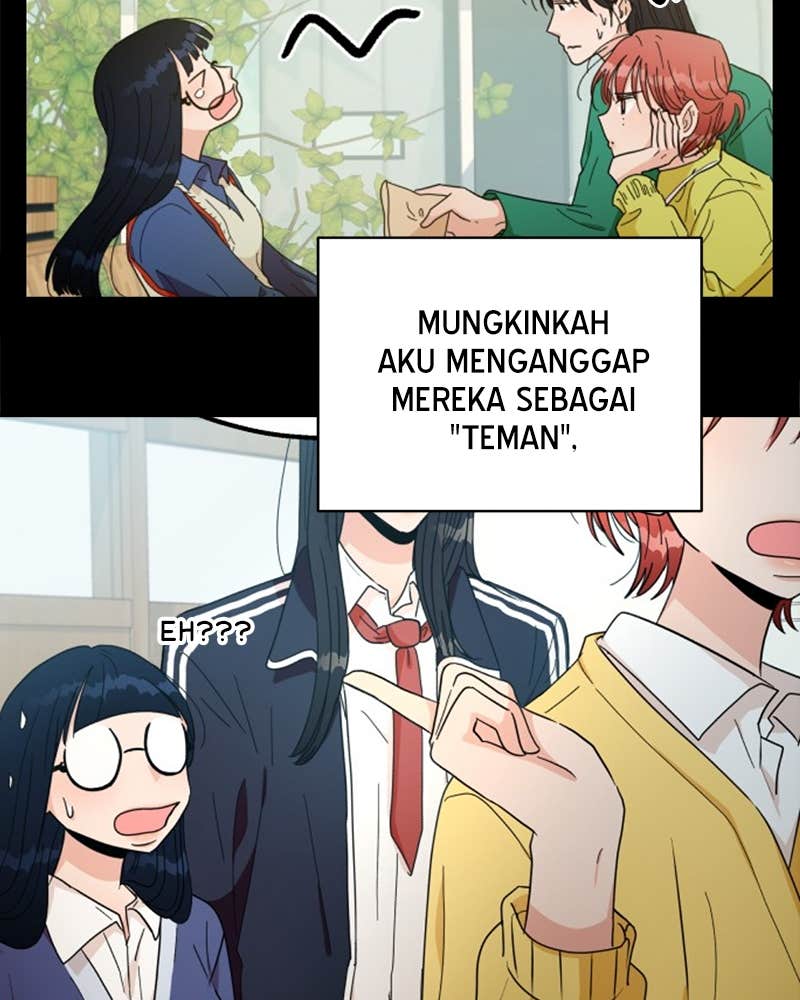 MUNGKINKAH
AKU MENGANGGAP
MEREKA SEBAGAI
"TEMAN",
EH???